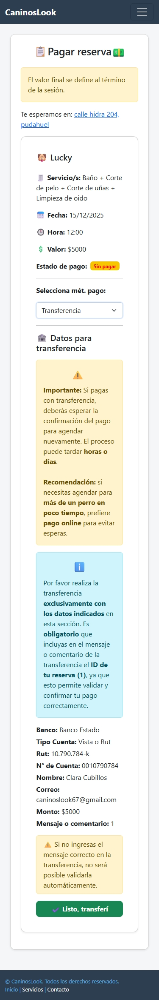 CaninosLook
📋Pagar reserva💵
El valor final se define al término
de la sesión.
Te esperamos en: calle hidra 204,
pudahuel
🐶 Lucky
🧾 Servicio/s: Baño + Corte
de pelo + Corte de uñas +
Limpieza de oido
📅 Fecha: 15/12/2025
🕒 Hora: 12:00
💲 Valor: $5000
Estado de pago: Sin pagar
Selecciona mét. pago:
Transferencia
🏦 Datos para
transferencia
⚠️
Importante: Si pagas
con transferencia,
deberás esperar la
confirmación del pago
para agendar
nuevamente. El proceso
puede tardar horas o
días.
Recomendación: si
necesitas agendar para
más de un perro en
poco tiempo, prefiere
pago online para evitar
esperas.
ℹ️
Por favor realiza la
transferencia
exclusivamente con
los datos indicados en
esta sección. Es
obligatorio que
incluyas en el mensaje
o comentario de la
transferencia el ID de
tu reserva (1), ya que
esto permite validar y
confirmar tu pago
correctamente.
Banco: Banco Estado
Tipo Cuenta: Vista o Rut
Rut: 10.790.784-k
N° de Cuenta: 0010790784
Nombre: Clara Cubillos
Correo:
caninoslook67@gmail.com
Monto: $5000
Mensaje o comentario: 1
⚠️ Si no ingresas el
mensaje correcto en la
transferencia, no será
posible validarla
automáticamente.
✔️ Listo, transferí
© CaninosLook. Todos los derechos reservados.
Inicio | Servicios | Contacto